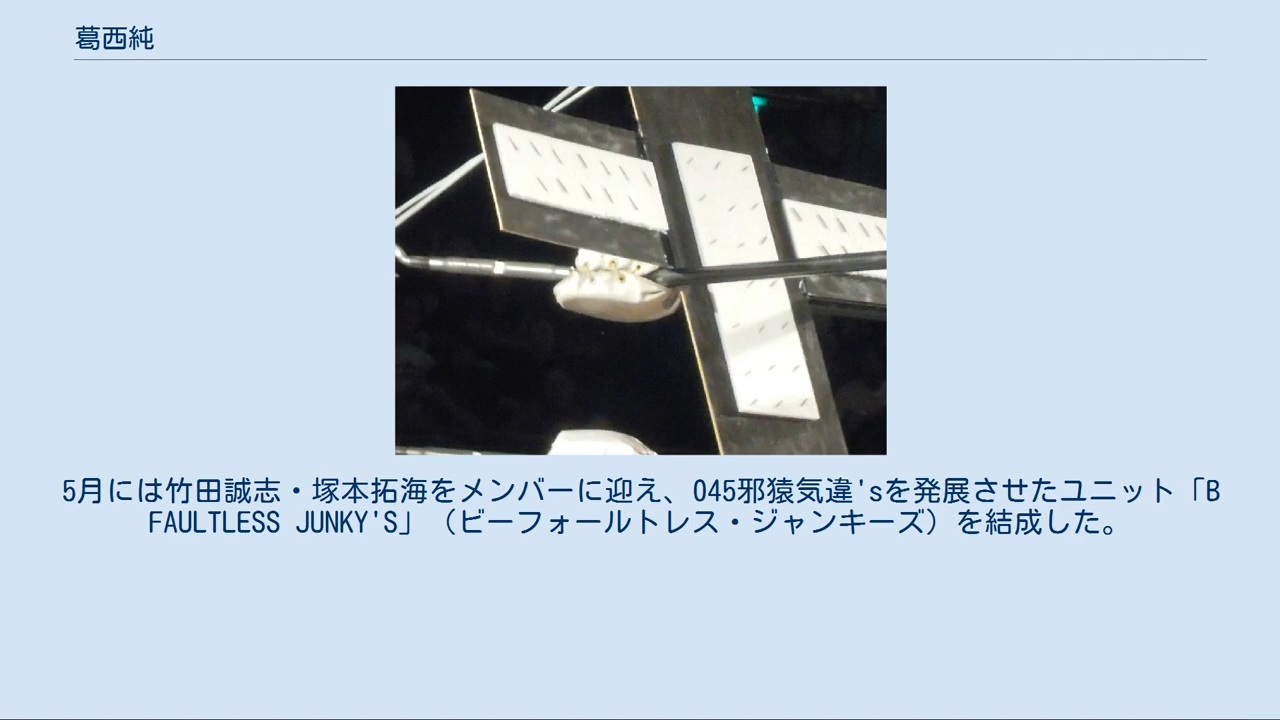 葛西純
5月には竹田誠志・塚本拓海をメンバーに迎え、045邪猿気違'sを発展させたユニット「B
FAULTLESS JUNKY'S」（ビーフォールトレス・ジャンキーズ）を結成した。